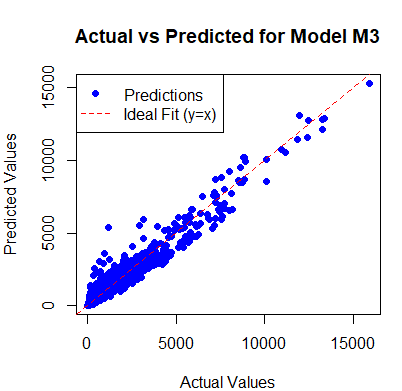 Actual vs Predicted for Model M3
Predictions
Ideal Fit (y=x)
Predicted Values
15000
10000
5000
0
0
5000
10000
15000
Actual Values